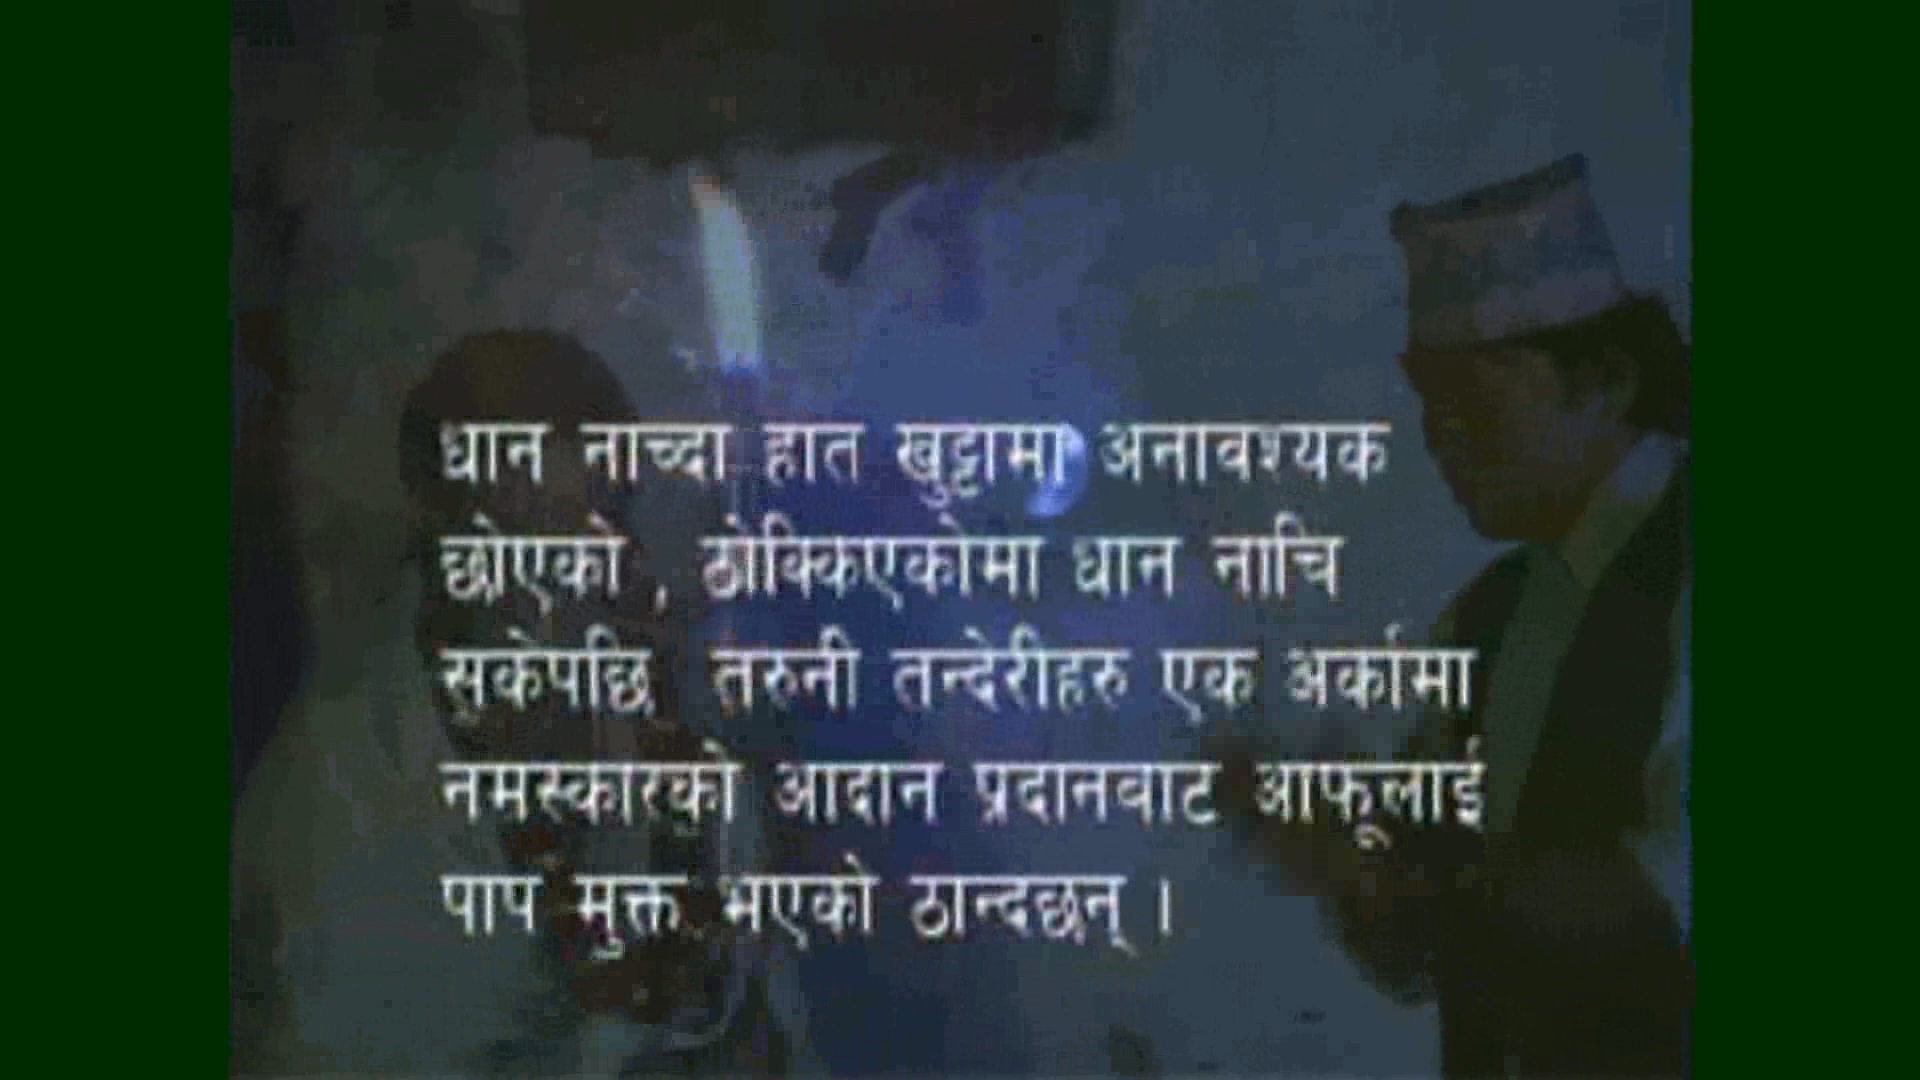 धान नाच्दा हात खुट्टामा अनावश्यक
छोएको , ठोक्किएकोमा धान नाचि
सकेपछि तरुनी तन्देरीहरु एक अर्कामा
नमस्कारको आदान प्रदानवाट आफूलाई
पाप मुक्त भएको ठान्दछन् ।